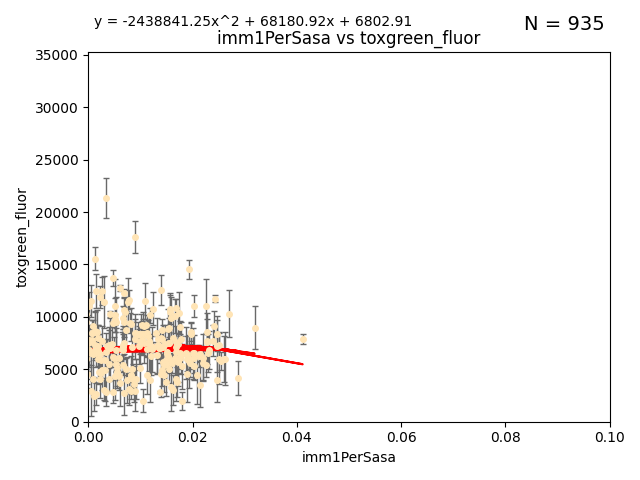 y = -2438841.25x^2 + 68180.92x + 6802.91
N = 935
imm1PerSasa vs toxgreen_fluor
35000
30000
25000
20000
15000
10000
5000
0
toxgreen_fluor
0.00 0.02 0.04 0.06 0.08 0.10
imm1PerSasa